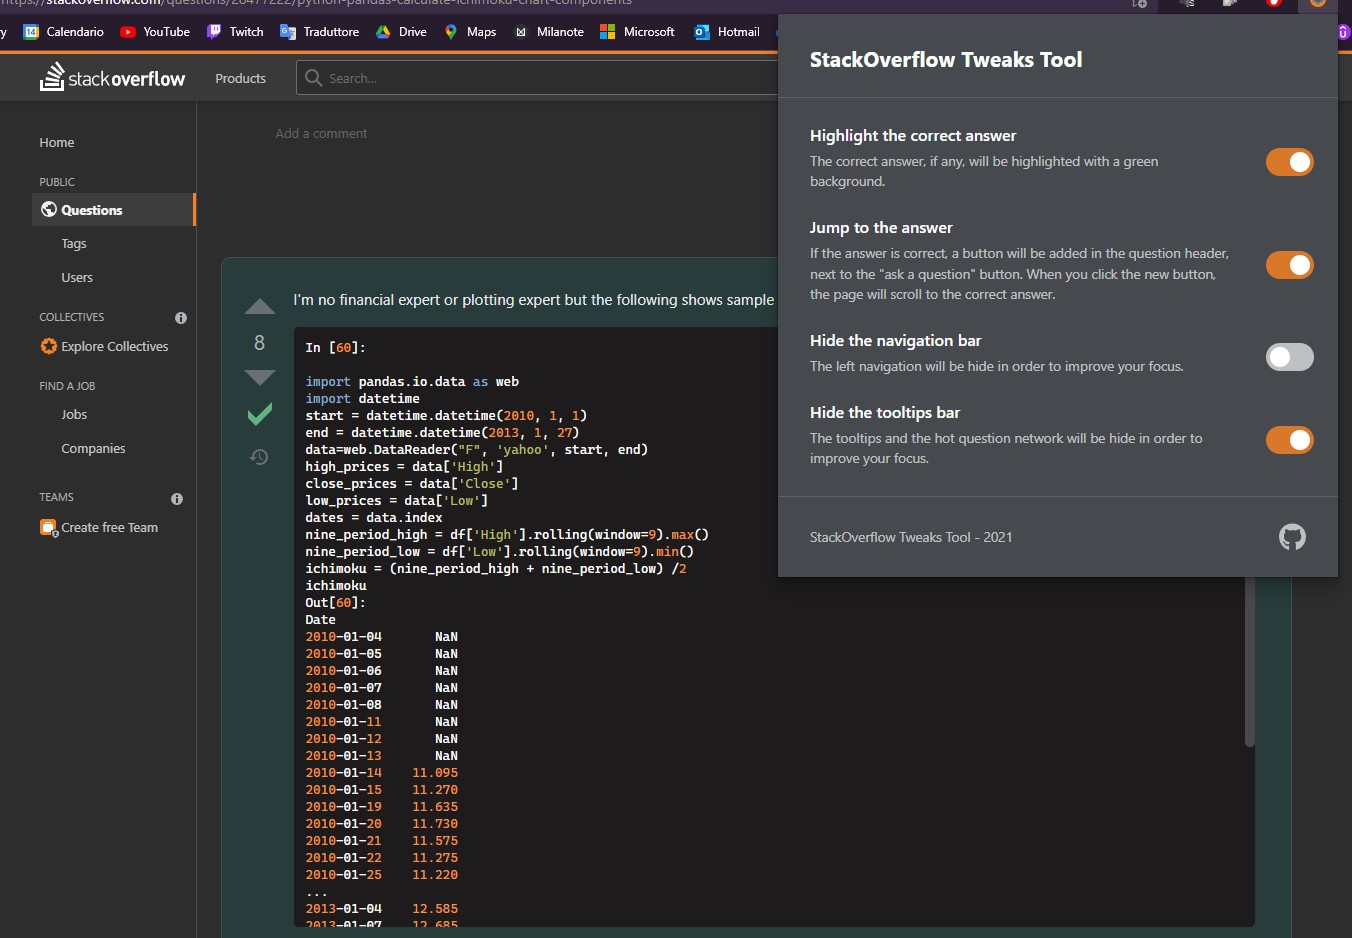 https://stackoverflow.com/questions/28477222/python-pandas-calculate-ichimoku-chart-components
y Calendario YouTube Twitch Traduttore Drive Maps Milanote Microsoft Hotmail
stackoverflow Products Search...
Home
PUBLIC
Questions
Tags
Users
COLLECTIVES
Explore Collectives
FIND A JOB
Jobs
Companies
TEAMS
Create free Team
Add a comment
I'm no financial expert or plotting expert but the following shows sample
8
In [60]:
import pandas.io.data as web
import datetime
start = datetime.datetime(2010, 1, 1)
end = datetime.datetime(2013, 1, 27)
data=web.DataReader("F", 'yahoo', start, end)
high_prices = data['High']
close_prices = data['Close']
low_prices = data['Low']
dates = data.index
nine_period_high = df['High'].rolling(window=9).max()
nine_period_low = df['Low'].rolling(window=9).min()
ichimoku = (nine_period_high + nine_period_low) /2
ichimoku
Out[60]:
Date
2010-01-04 NaN
2010-01-05 NaN
2010-01-06 NaN
2010-01-07 NaN
2010-01-08 NaN
2010-01-11 NaN
2010-01-12 NaN
2010-01-13 NaN
2010-01-14 11.095
2010-01-15 11.270
2010-01-19 11.635
2010-01-20 11.730
2010-01-21 11.575
2010-01-22 11.275
2010-01-25 11.220
...
2013-01-04 12.585
2013-01-07 12.685
StackOverflow Tweaks Tool
Highlight the correct answer
The correct answer, if any, will be highlighted with a green
background.
Jump to the answer
If the answer is correct, a button will be added in the question header,
next to the "ask a question" button. When you click the new button,
the page will scroll to the correct answer.
Hide the navigation bar
The left navigation will be hide in order to improve your focus.
Hide the tooltips bar
The tooltips and the hot question network will be hide in order to
improve your focus.
StackOverflow Tweaks Tool - 2021